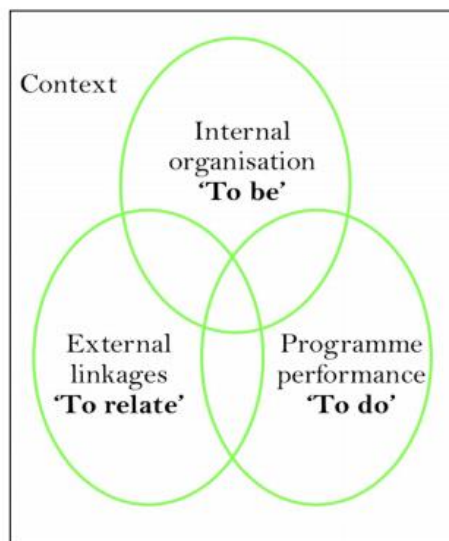 Context
Internal
organisation
‘To be’
External
linkages
‘To relate’
Programme
performance
‘To do’